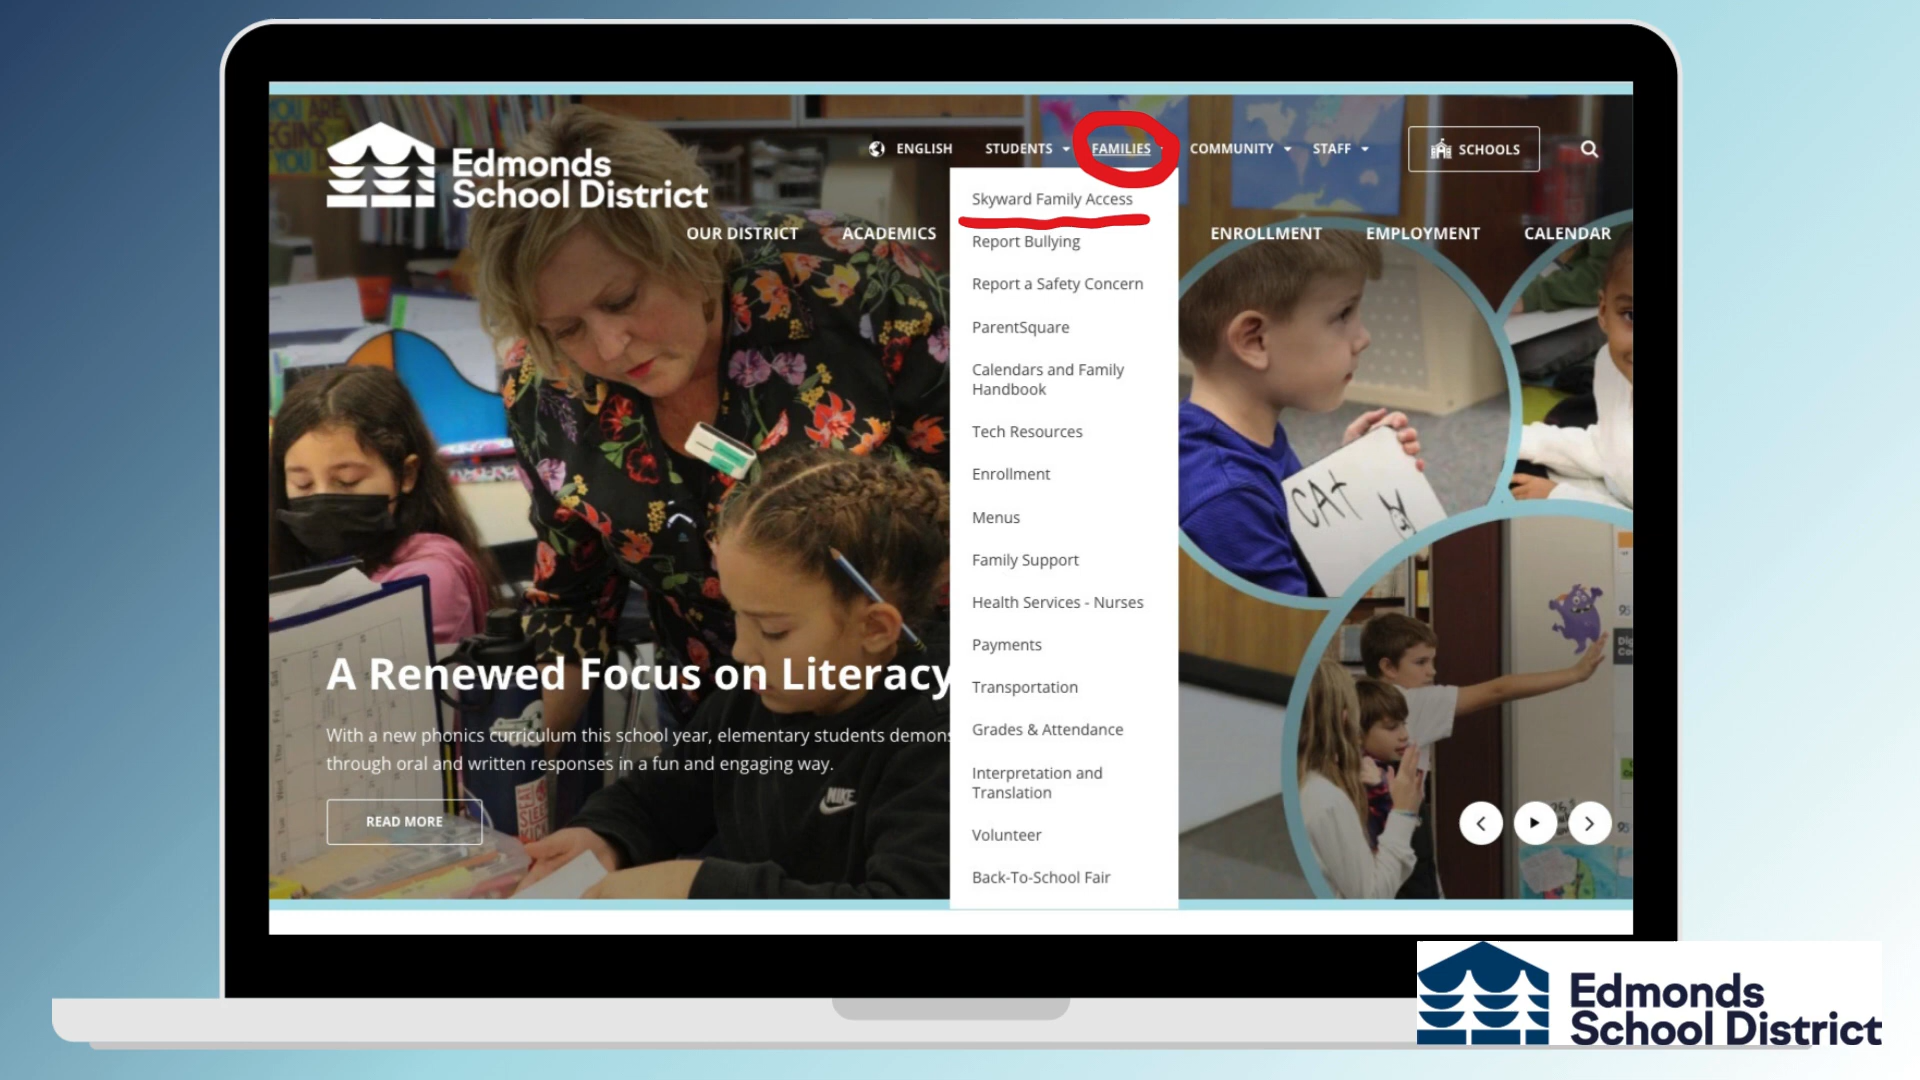 Edmonds
School District
ENGLISH
STUDENTS
FAMILIES
COMMUNITY
STAFF
SCHOOLS
OUR DISTRICT
ACADEMICS
ENROLLMENT
EMPLOYMENT
CALENDAR
Skyward Family Access
Report Bullying
Report a Safety Concern
ParentSquare
Calendars and Family
Handbook
Tech Resources
Enrollment
Menus
Family Support
Health Services - Nurses
Payments
Transportation
Grades & Attendance
Interpretation and
Translation
Volunteer
Back-To-School Fair
CAT
A Renewed Focus on Literacy
With a new phonics curriculum this school year, elementary students demons
through oral and written responses in a fun and engaging way.
READ MORE
NIKE
Edmonds
School District